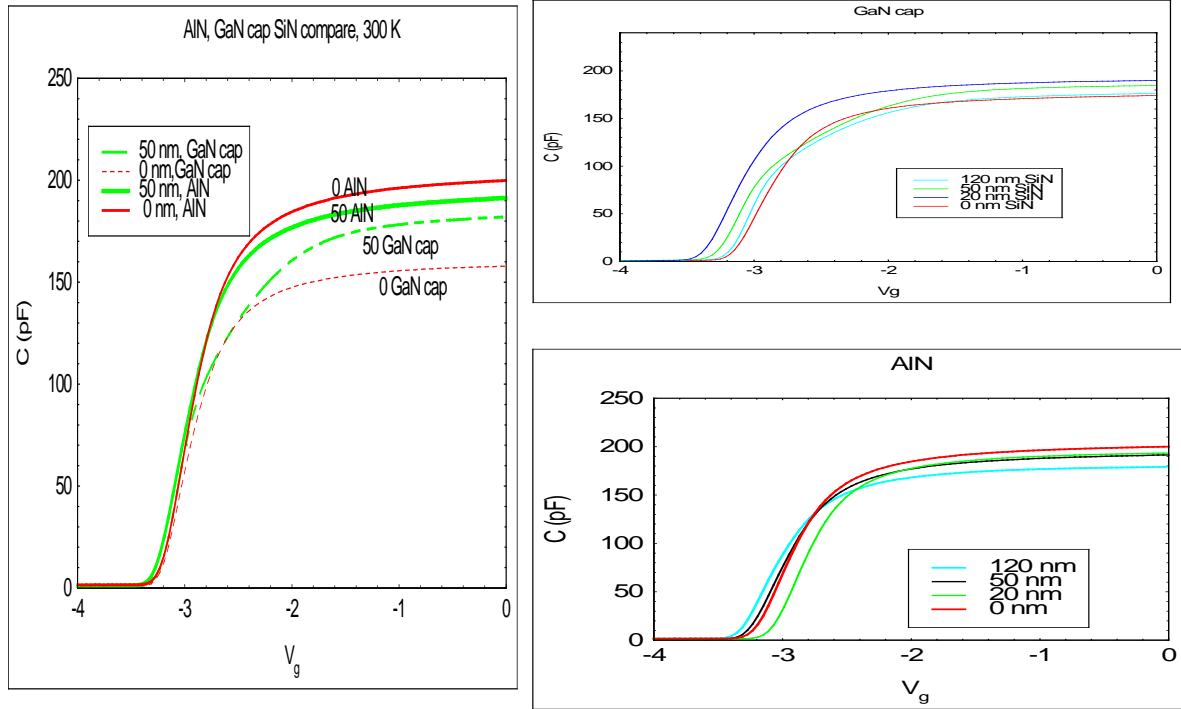 AlN, GaN cap SiN compare, 300 K
250
200
150
100
50
0
C (pF)
50 nm, GaN cap
0 nm,GaN cap
50 nm, AlN
0 nm, AlN
0 AlN
50 AlN
50 GaN cap
0 GaN cap
-4
-3
-2
-1
0
Vg
GaN cap
200
150
100
50
0
C (pF)
120 nm SiN
50 nm SiN
20 nm SiN
0 nm SiN
-4
-3
-2
-1
0
Vg
AlN
250
200
150
100
50
0
C (pF)
120 nm
50 nm
20 nm
0 nm
-4
-3
-2
-1
0
Vg